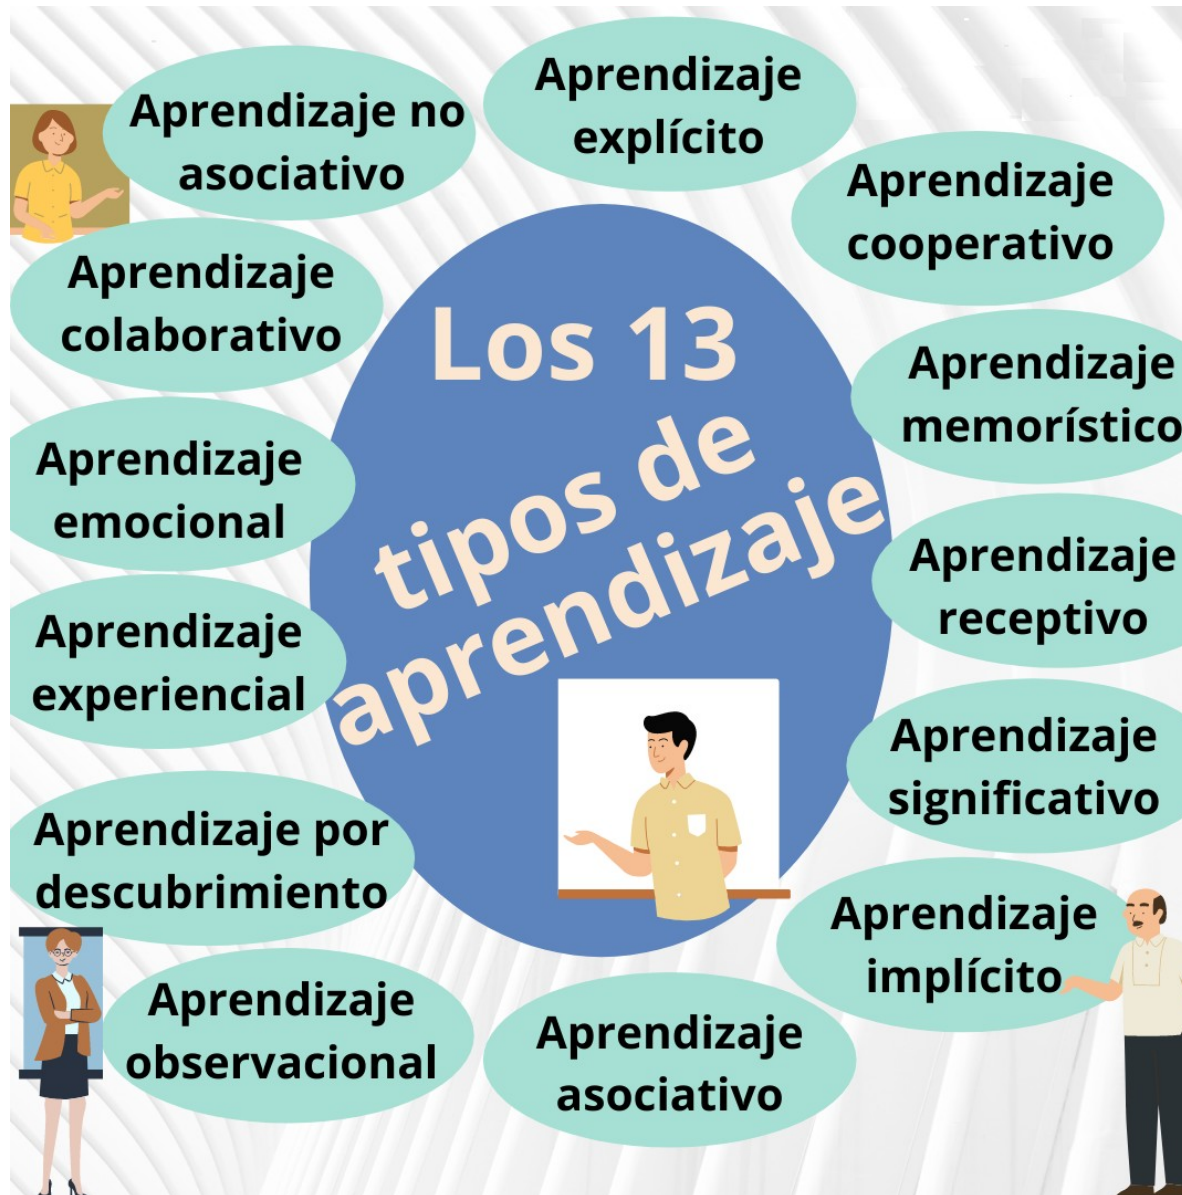 Aprendizaje no
asociativo
Aprendizaje
explícito
Aprendizaje
cooperativo
Aprendizaje
colaborativo
Los 13
tipos de
aprendizaje
Aprendizaje
memorístico
Aprendizaje
emocional
Aprendizaje
receptivo
Aprendizaje
experiencial
Aprendizaje
significativo
Aprendizaje por
descubrimiento
Aprendizaje
implícito
Aprendizaje
observacional
Aprendizaje
asociativo